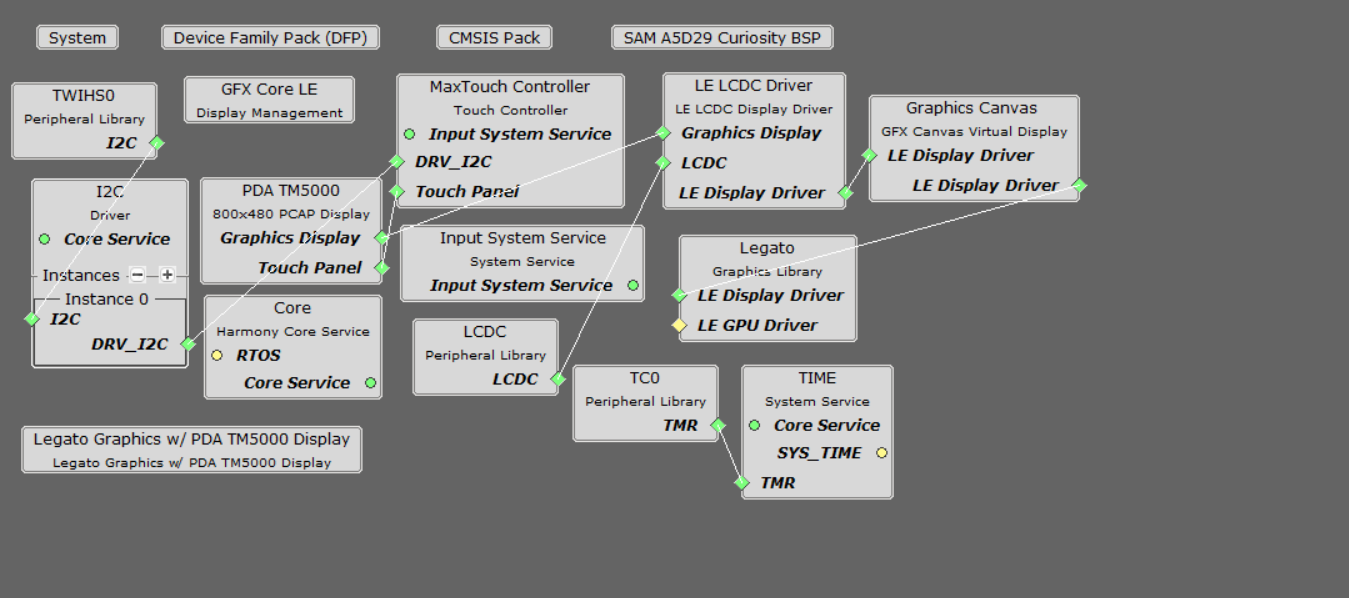 System
Device Family Pack (DFP)
CMSIS Pack
SAM A5D29 Curiosity BSP
TWIHS0
Peripheral Library
I2C
GFX Core LE
Display Management
MaxTouch Controller
Touch Controller
Input System Service
DRV_I2C
Touch Panel
LE LCDC Driver
LE LCDC Display Driver
Graphics Display
LCDC
LE Display Driver
Graphics Canvas
GFX Canvas Virtual Display
LE Display Driver
LE Display Driver
I2C
Driver
Core Service
Instances
Instance 0
I2C
DRV_I2C
PDA TM5000
800x480 PCAP Display
Graphics Display
Touch Panel
Input System Service
System Service
Input System Service
Legato
Graphics Library
LE Display Driver
LE GPU Driver
Core
Harmony Core Service
RTOS
Core Service
LCDC
Peripheral Library
LCDC
TC0
Peripheral Library
TMR
TIME
System Service
Core Service
SYS_TIME
TMR
Legato Graphics w/ PDA TM5000 Display
Legato Graphics w/ PDA TM5000 Display